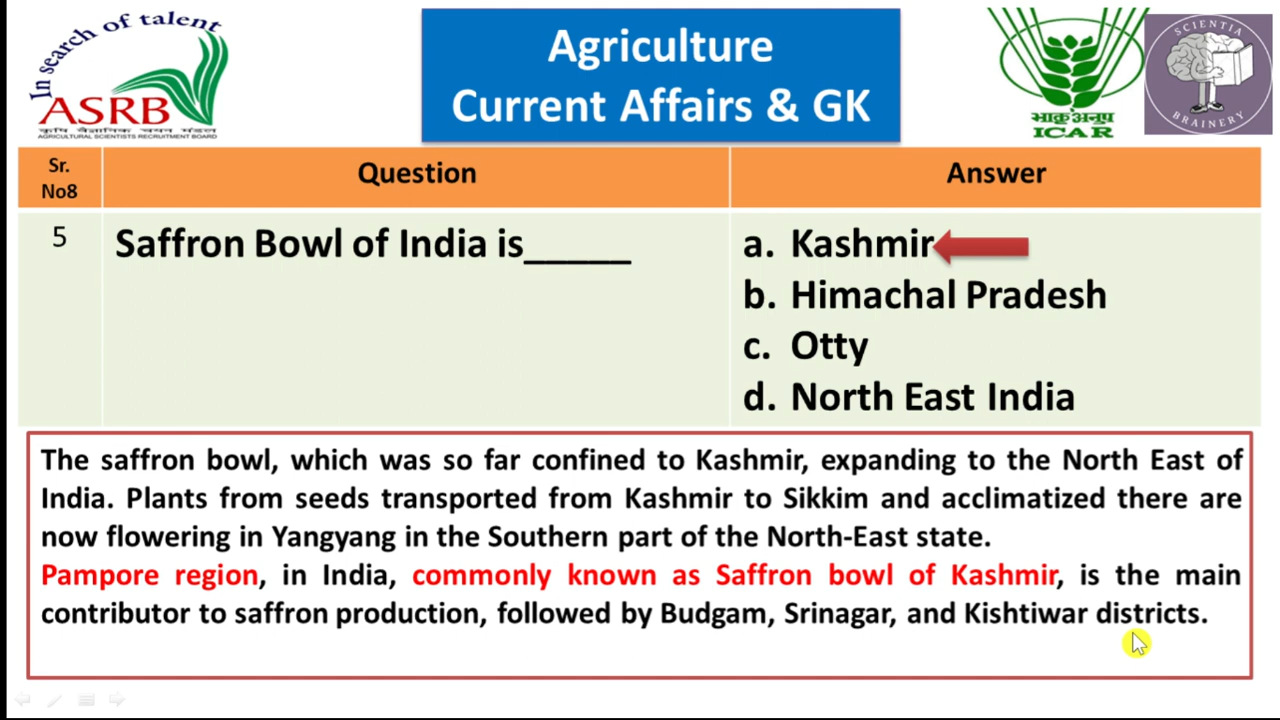 In search of talent
ASRB
कृषि वैज्ञानिक चयन मंडल
AGRICULTURAL SCIENTISTS RECRUITMENT BOARD
Agriculture
Current Affairs & GK
भाकृअनुप
ICAR
SCIENTIA
BRAINERY
Sr.
No8
Question
Answer
5
Saffron Bowl of India is_____
a. Kashmir
b. Himachal Pradesh
c. Otty
d. North East India
The saffron bowl, which was so far confined to Kashmir, expanding to the North East of
India. Plants from seeds transported from Kashmir to Sikkim and acclimatized there are
now flowering in Yangyang in the Southern part of the North-East state.
Pampore region, in India, commonly known as Saffron bowl of Kashmir, is the main
contributor to saffron production, followed by Budgam, Srinagar, and Kishtiwar districts.